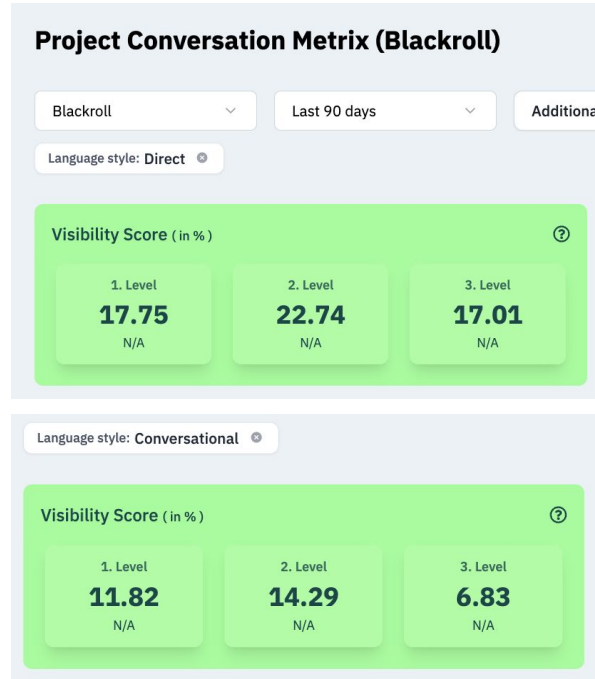 Project Conversation Metrix (Blackroll)
Blackroll
Last 90 days
Additiona
Language style: Direct
Visibility Score ( in % )
1. Level
2. Level
3. Level
17.75
22.74
17.01
N/A
N/A
N/A
Language style: Conversational
Visibility Score ( in % )
1. Level
2. Level
3. Level
11.82
14.29
6.83
N/A
N/A
N/A